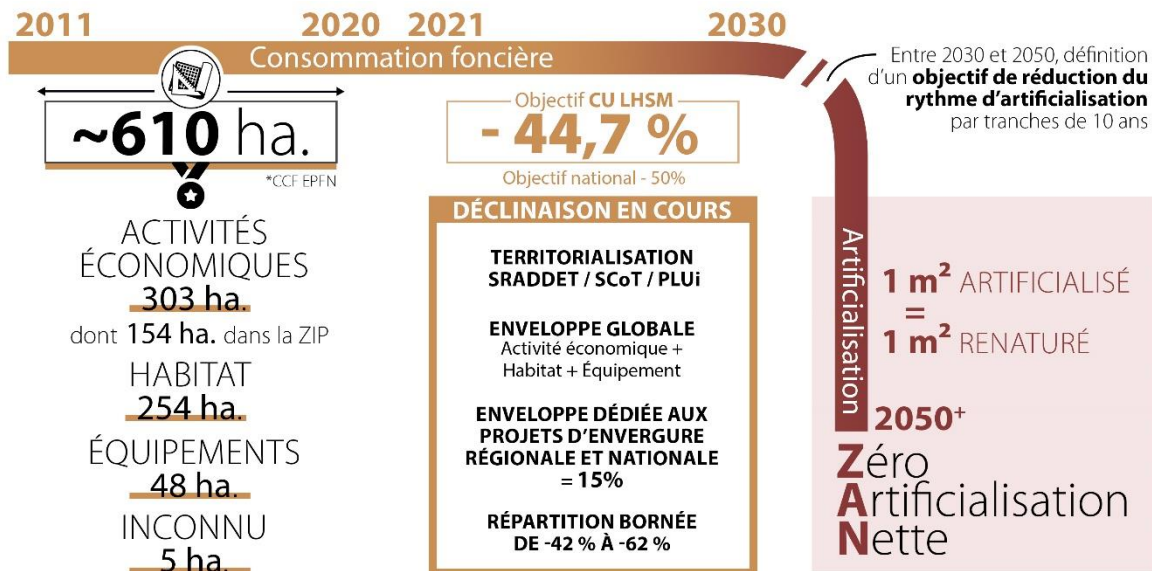 2011
2020
2021
2030
Consommation foncière
~610 ha.
*CCF EPFN
ACTIVITÉS
ÉCONOMIQUES
303 ha.
dont 154 ha. dans la ZIP
HABITAT
254 ha.
ÉQUIPEMENTS
48 ha.
INCONNU
5 ha.
Objectif CU LHSM
- 44,7 %
Objectif national - 50%
DÉCLINAISON EN COURS
TERRITORIALISATION
SRADDET / SCoT / PLUi
ENVELOPPE GLOBALE
Activité économique +
Habitat + Équipement
ENVELOPPE DÉDIÉE AUX
PROJETS D'ENVERGURE
RÉGIONALE ET NATIONALE
= 15%
RÉPARTITION BORNÉE
DE -42 % À -62 %
Entre 2030 et 2050, définition
d'un objectif de réduction du
rythme d'artificialisation
par tranches de 10 ans
Artificialisation
1 m² ARTIFICIALISÉ
=
1 m² RENATURÉ
2050⁺
Zéro
Artificialisation
Nette